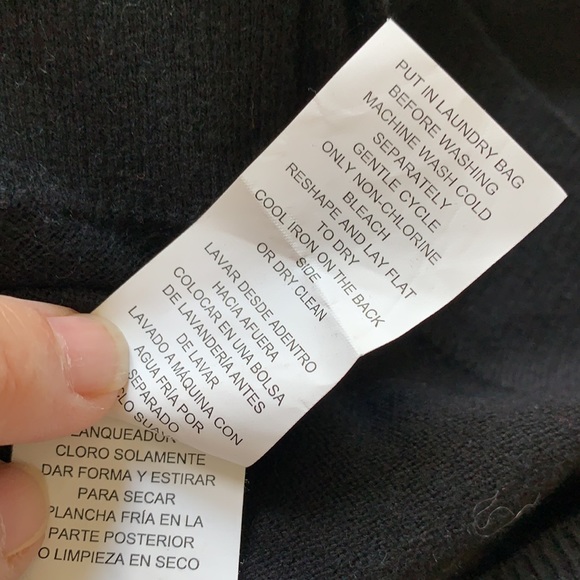 PUT IN LAUNDRY BAG
BEFORE WASHING
MACHINE WASH COLD
SEPARATELY
GENTLE CYCLE
ONLY NON-CHLORINE
BLEACH
RESHAPE AND LAY FLAT
TO DRY
COOL IRON ON THE BACK
SIDE
OR DRY CLEAN
LAVAR DESDE ADENTRO
HACIA AFUERA
COLOCAR EN UNA BOLSA
DE LAVANDERÍA ANTES
DE LAVAR
LAVADO A MÁQUINA CON
AGUA FRIA POR
SEPARADO
CLORO SOLAMENTE
DAR FORMA Y ESTIRAR
PARA SECAR
PLANCHA FRÍA EN LA
PARTE POSTERIOR
O LIMPIEZA EN SECO